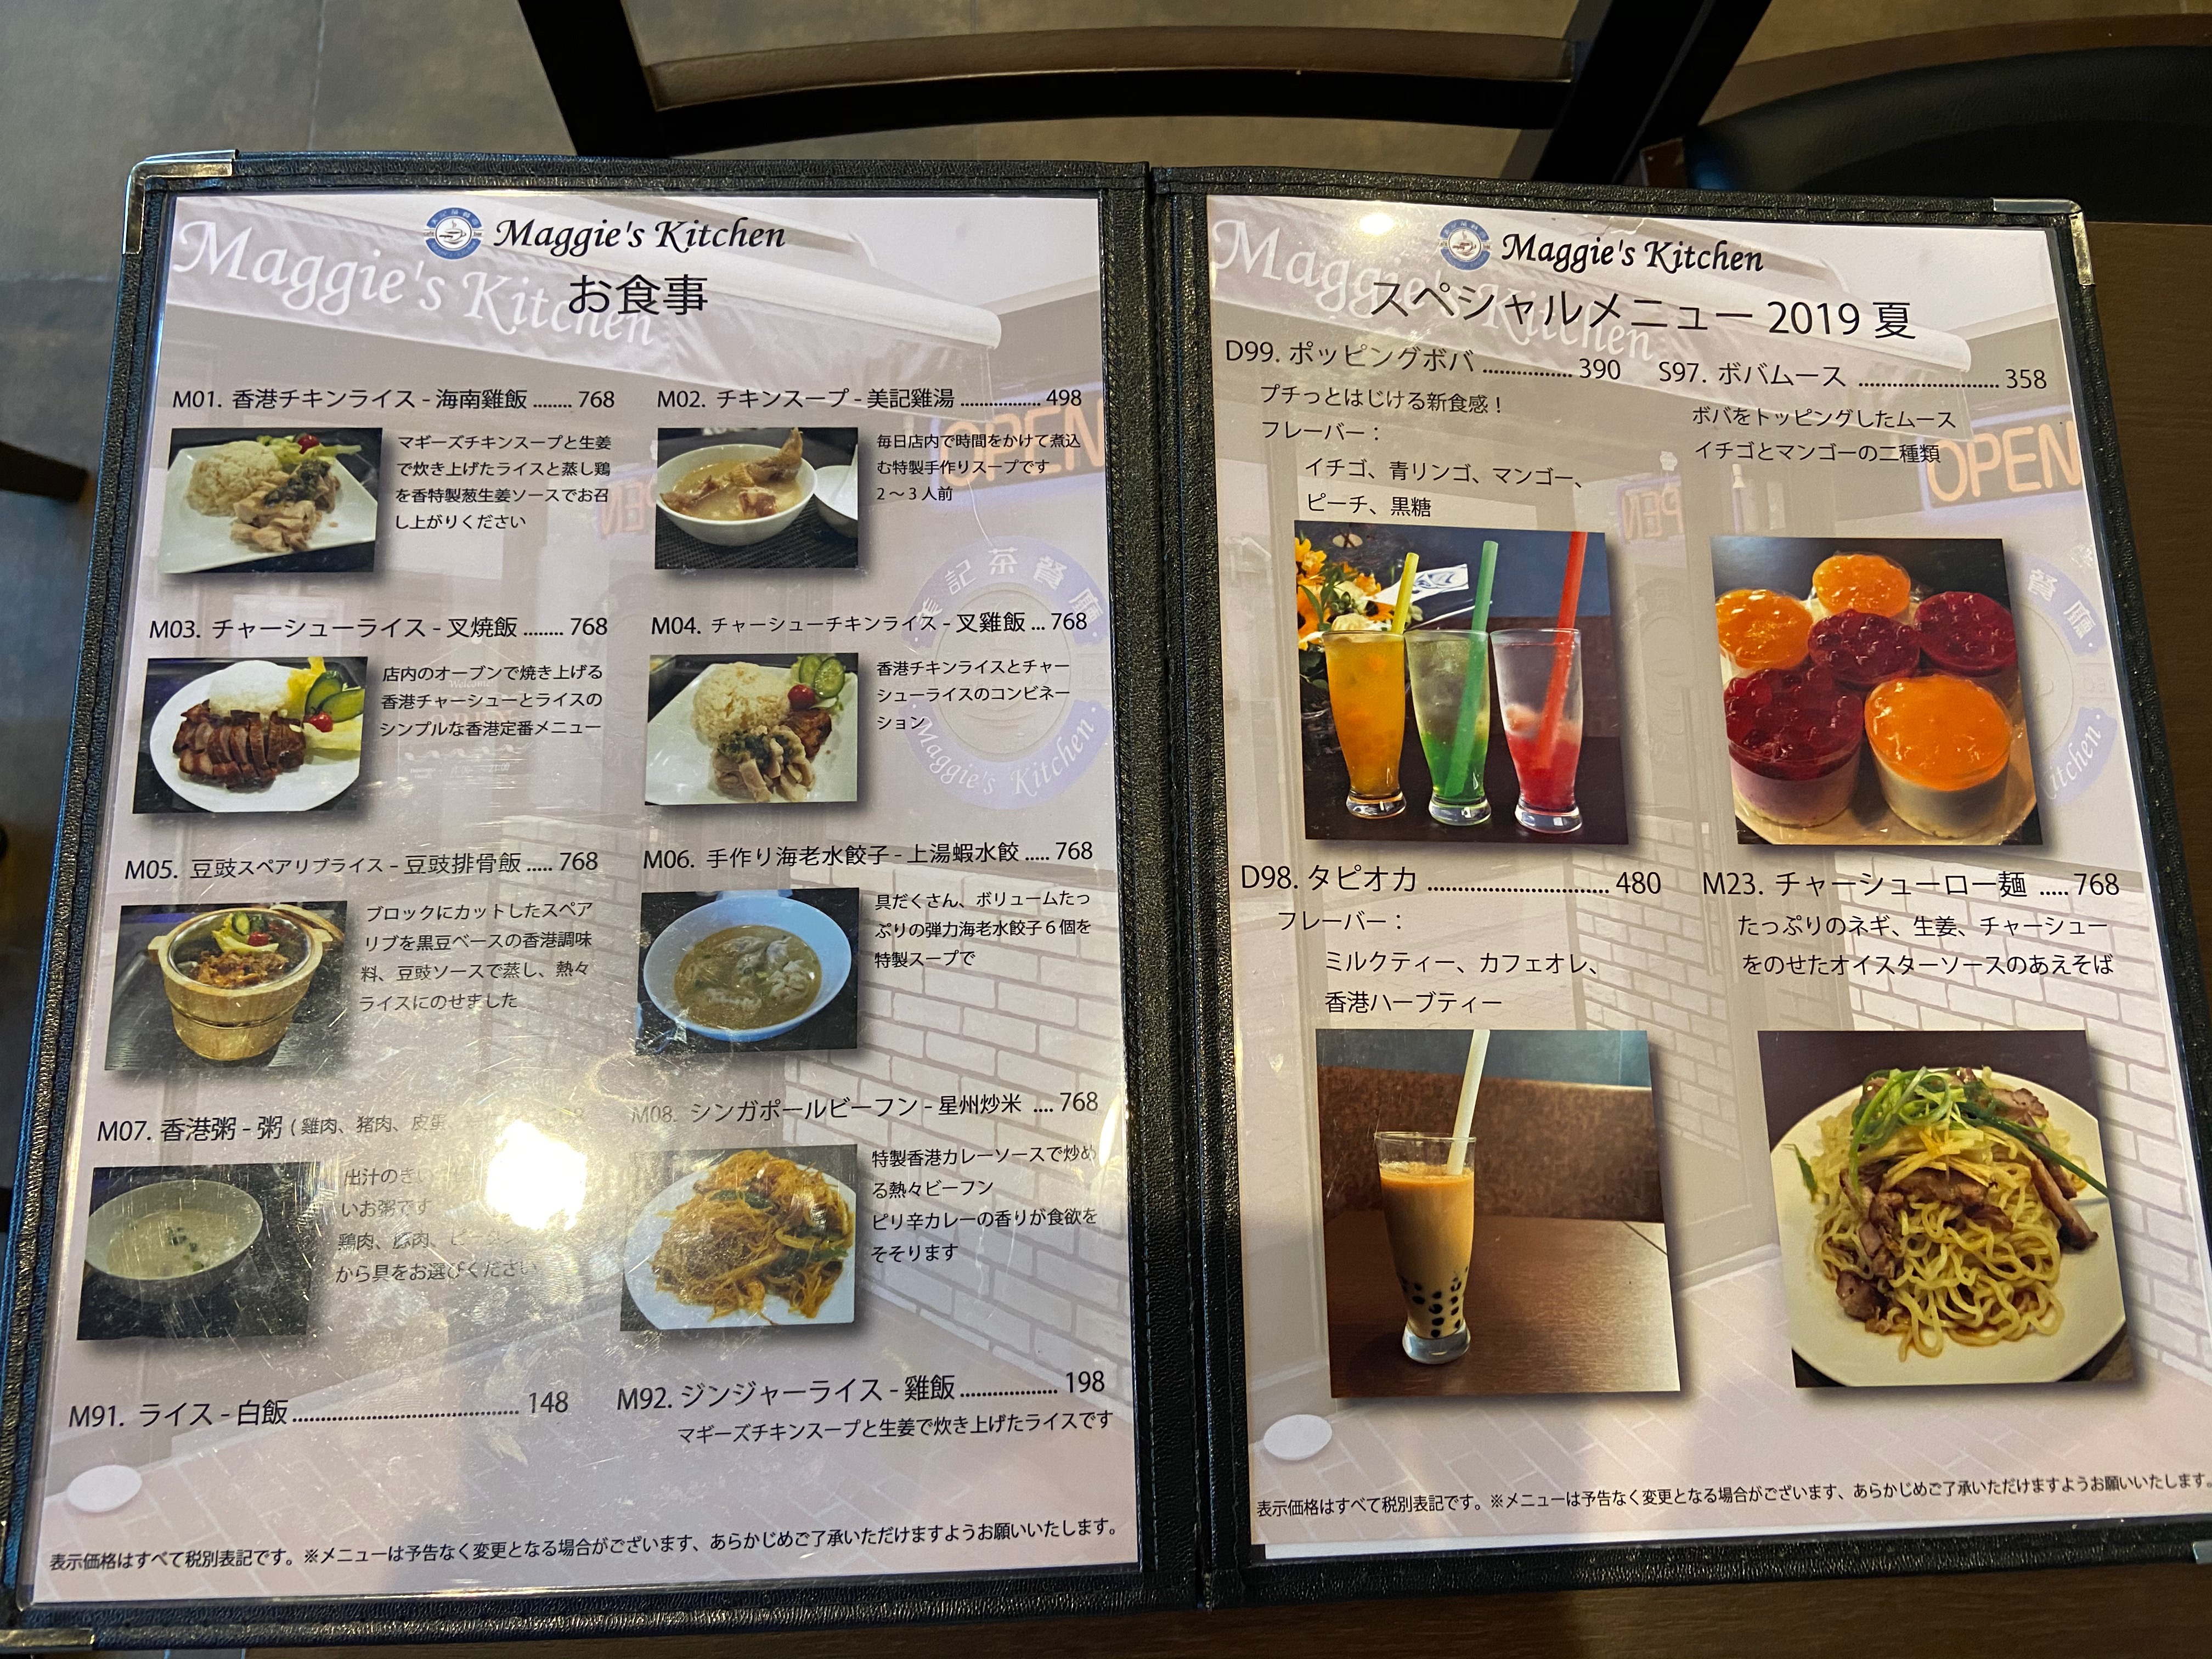 Maggie's Kitchen
Maggie's Kitchen
お食事
M01. 香港チキンライス - 海南雞飯 ........ 768
マギーズチキンスープと生姜
で炊き上げたライスと蒸し鶏
を香特製葱生姜ソースでお召
し上がりください
M02. チキンスープ - 美記雞湯 ................. 498
毎日店内で時間をかけて煮込
む特製手作りスープです
2～3人前
OPEN
M03. チャーシューライス - 叉焼飯 ........ 768
店内のオーブンで焼き上げる
香港チャーシューとライスの
シンプルな香港定番メニュー
M04. チャーシューチキンライス - 叉雞飯 ... 768
香港チキンライスとチャー
シューライスのコンビネー
ション
記茶餐廳
Maggie's Kitchen
M05. 豆豉スペアリブライス - 豆豉排骨飯 ..... 768
ブロックにカットしたスペア
リブを黒豆ベースの香港調味
料、豆豉ソースで蒸し、熱々
ライスにのせました
M06. 手作り海老水餃子 - 上湯蝦水餃 ..... 768
具だくさん、ボリュームたっ
ぷりの弾力海老水餃子6個を
特製スープで
M07. 香港粥 - 粥 ( 雞肉、猪肉、皮蛋
出汁のきい
いお粥です
鶏肉、豚肉、
から具をお選びください
M08. シンガポールビーフン - 星州炒米 .... 768
特製香港カレーソースで炒め
る熱々ビーフン
ピリ辛カレーの香りが食欲を
そそります
M91. ライス - 白飯 ...................................... 148
M92. ジンジャーライス - 雞飯 ................. 198
マギーズチキンスープと生姜で炊き上げたライスです
表示価格はすべて税別表記です。※メニューは予告なく変更となる場合がございます、あらかじめご了承いただけますようお願いいたします。
Maggie's Kitchen
Maggie's Kitchen
スペシャルメニュー 2019 夏
D99. ポッピングボバ ................ 390
プチっとはじける新食感！
フレーバー：
イチゴ、青リンゴ、マンゴー、
ピーチ、黒糖
S97. ボバムース .......................... 358
ボバをトッピングしたムース
イチゴとマンゴーの二種類
OPEN
餐廳
Kitchen
D98. タピオカ ............................... 480
フレーバー：
ミルクティー、カフェオレ、
香港ハーブティー
M23. チャーシューロー麺 ..... 768
たっぷりのネギ、生姜、チャーシュー
をのせたオイスターソースのあえそば
表示価格はすべて税別表記です。※メニューは予告なく変更となる場合がございます、あらかじめご了承いただけますようお願いいたします。